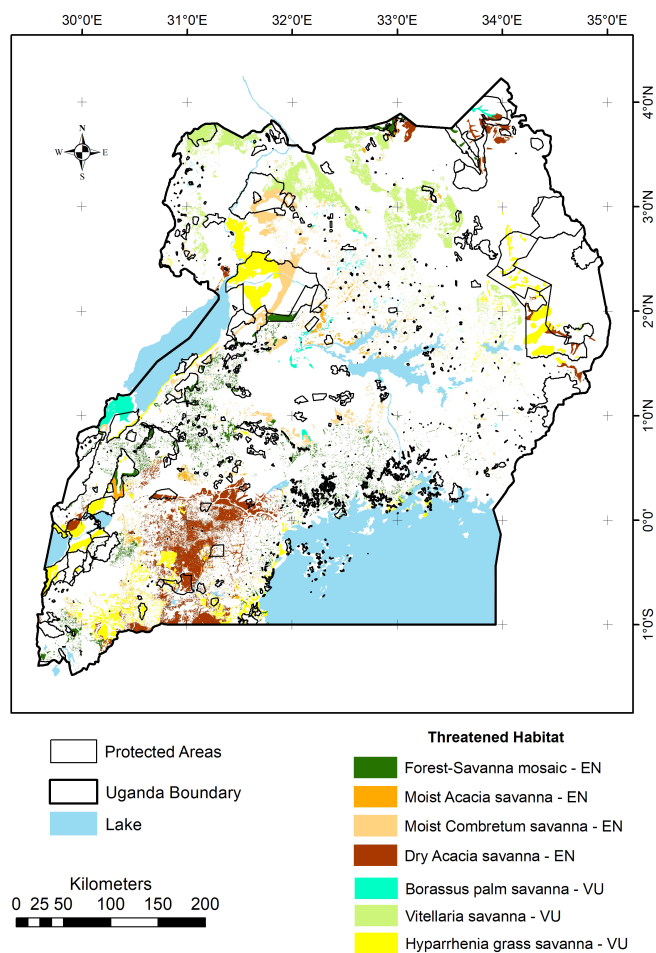 30°0'E 31°0'E 32°0'E 33°0'E 34°0'E 35°0'E
4°0'N
N
W E
S
3°0'N
2°0'N
1°0'N
0°0'
1°0'S
Threatened Habitat
Protected Areas
Uganda Boundary
Lake
Forest-Savanna mosaic - EN
Moist Acacia savanna - EN
Moist Combretum savanna - EN
Dry Acacia savanna - EN
Borassus palm savanna - VU
Vitellaria savanna - VU
Hyparrhenia grass savanna - VU
Kilometers
0 25 50 100 150 200